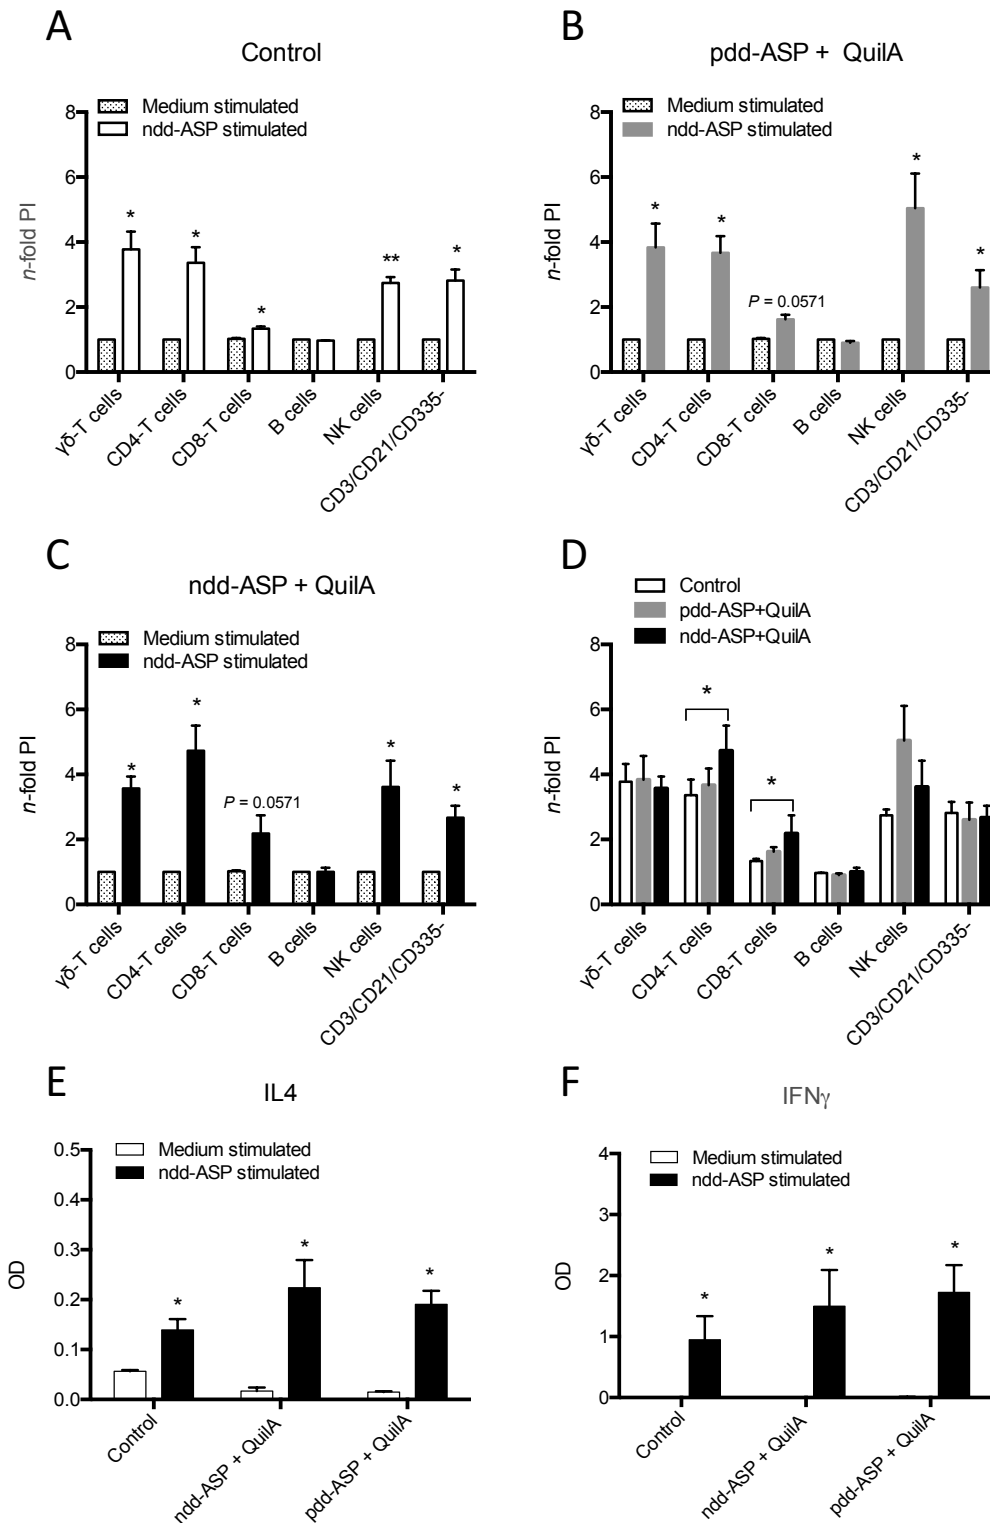 A
Control
Medium stimulated
ndd-ASP stimulated
n-fold PI
8
6
4
2
0
*
*
*
**
*
γδ-T cells
CD4-T cells
CD8-T cells
B cells
NK cells
CD3/CD21/CD335-
B
pdd-ASP + QuilA
Medium stimulated
ndd-ASP stimulated
n-fold PI
8
6
4
2
0
*
*
P = 0.0571
*
*
γδ-T cells
CD4-T cells
CD8-T cells
B cells
NK cells
CD3/CD21/CD335-
C
ndd-ASP + QuilA
Medium stimulated
ndd-ASP stimulated
n-fold PI
8
6
4
2
0
*
*
P = 0.0571
*
*
γδ-T cells
CD4-T cells
CD8-T cells
B cells
NK cells
CD3/CD21/CD335-
D
Control
pdd-ASP+QuilA
ndd-ASP+QuilA
n-fold PI
8
6
4
2
0
*
*
γδ-T cells
CD4-T cells
CD8-T cells
B cells
NK cells
CD3/CD21/CD335-
E
IL4
Medium stimulated
ndd-ASP stimulated
OD
0.5
0.4
0.3
0.2
0.1
0.0
*
*
*
Control
ndd-ASP + QuilA
pdd-ASP + QuilA
F
IFNγ
Medium stimulated
ndd-ASP stimulated
OD
4
3
2
1
0
*
*
*
Control
ndd-ASP + QuilA
pdd-ASP + QuilA